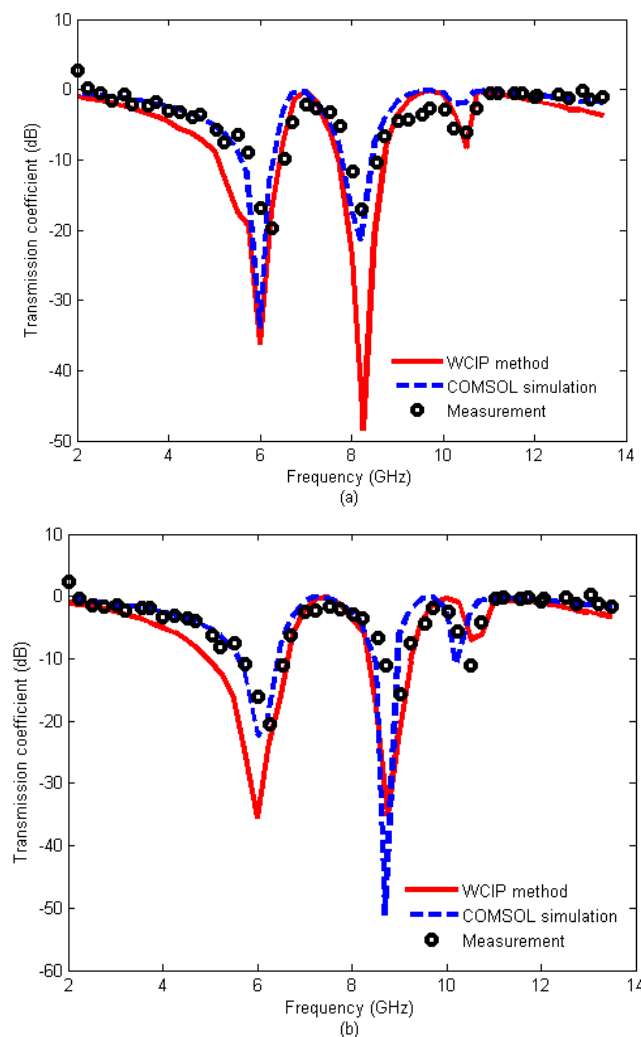 10
0
-10
-20
-30
-40
-50
Transmission coefficient (dB)
WCIP method
COMSOL simulation
Measurement
2 4 6 8 10 12 14
Frequency (GHz)
(a)
10
0
-10
-20
-30
-40
-50
-60
Transmission coefficient (dB)
WCIP method
COMSOL simulation
Measurement
2 4 6 8 10 12 14
Frequency (GHz)
(b)